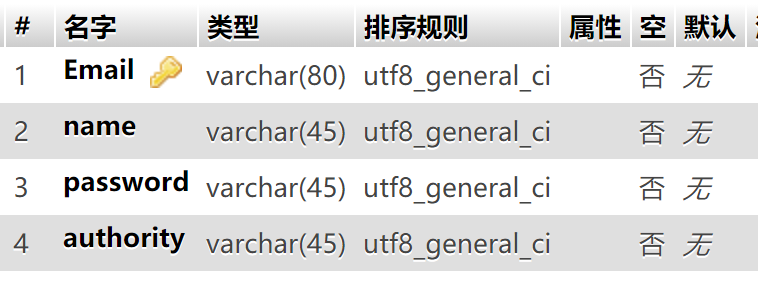 # 名字 类型 排序规则 属性 空 默认
1 Email varchar(80) utf8_general_ci 否 无
2 name varchar(45) utf8_general_ci 否 无
3 password varchar(45) utf8_general_ci 否 无
4 authority varchar(45) utf8_general_ci 否 无